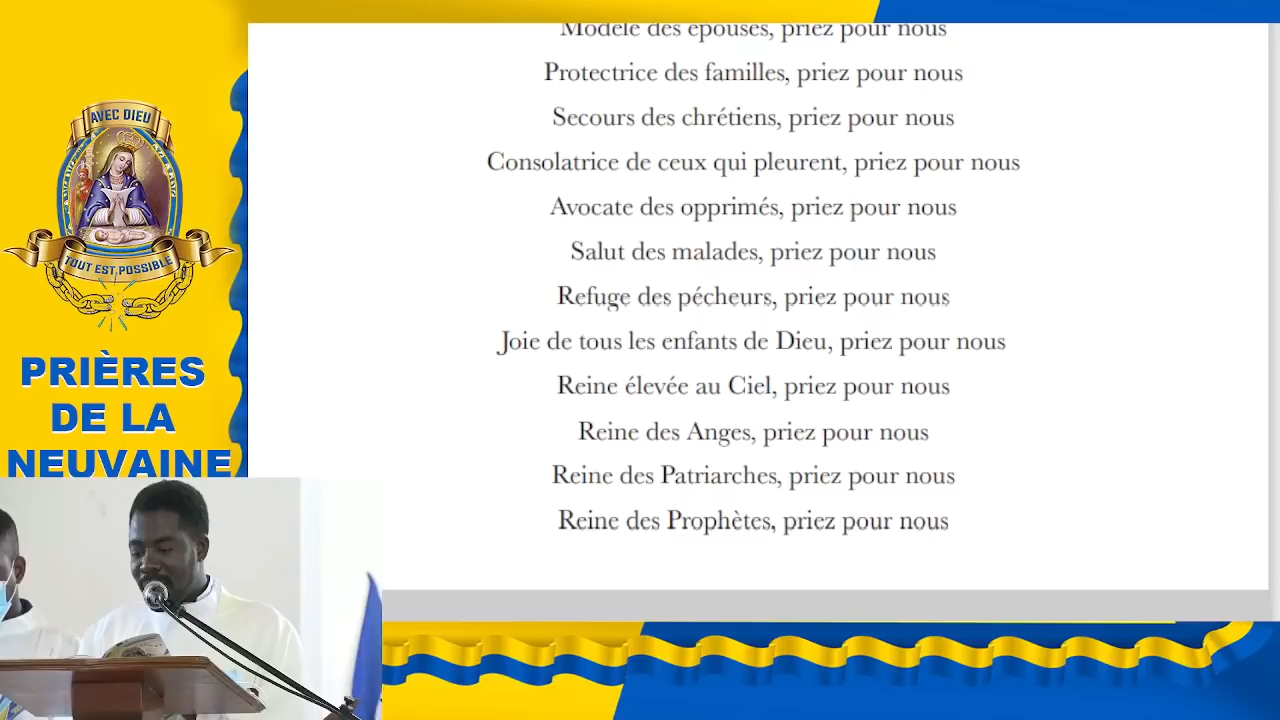 AVEC DIEU
TOUT EST POSSIBLE
PRIÈRES
DE LA
NEUVAINE
Modèle des épouses, priez pour nous
Protectrice des familles, priez pour nous
Secours des chrétiens, priez pour nous
Consolatrice de ceux qui pleurent, priez pour nous
Avocate des opprimés, priez pour nous
Salut des malades, priez pour nous
Refuge des pécheurs, priez pour nous
Joie de tous les enfants de Dieu, priez pour nous
Reine élevée au Ciel, priez pour nous
Reine des Anges, priez pour nous
Reine des Patriarches, priez pour nous
Reine des Prophètes, priez pour nous